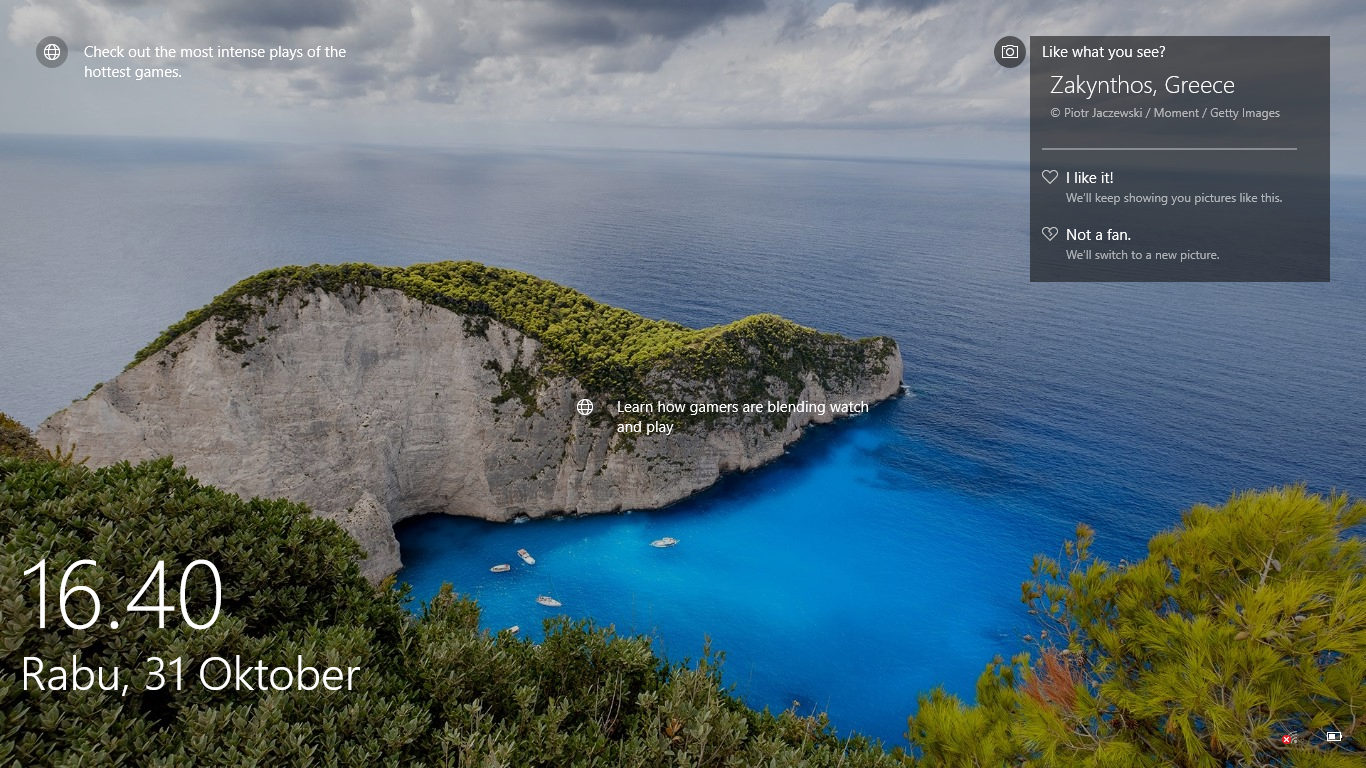 Check out the most intense plays of the
hottest games.
Like what you see?
Zakynthos, Greece
© Piotr Jaczewski / Moment / Getty Images
I like it!
We'll keep showing you pictures like this.
Not a fan.
We'll switch to a new picture.
Learn how gamers are blending watch
and play
16.40
Rabu, 31 Oktober